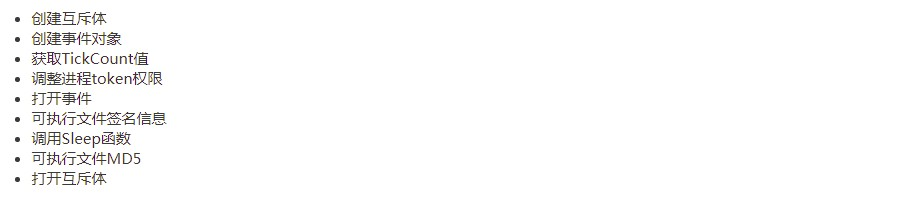 创建互斥体
创建事件对象
获取TickCount值
调整进程token权限
打开事件
可执行文件签名信息
调用Sleep函数
可执行文件MD5
打开互斥体